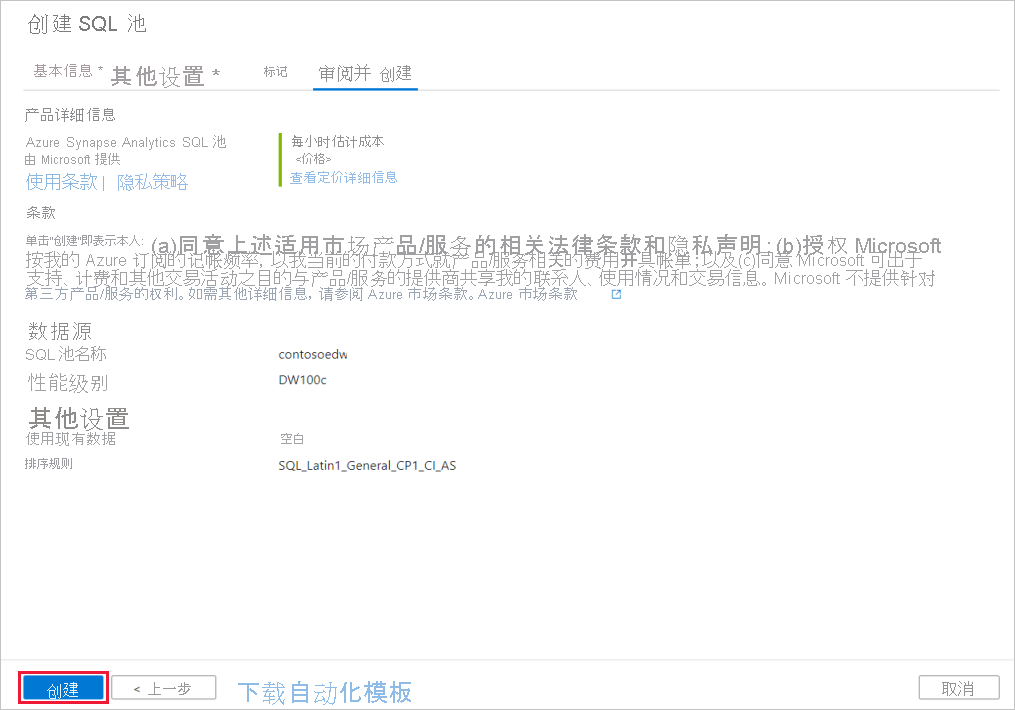 创建 SQL 池
基本信息 * 其他设置 * 标记 审阅并 创建
产品详细信息
Azure Synapse Analytics SQL 池
由 Microsoft 提供
使用条款 | 隐私策略
每小时估计成本
<价格>
查看定价详细信息
条款
单击"创建"即表示本人: (a)同意上述适用市场产品/服务的相关法律条款和隐私声明; (b)授权 Microsoft
按我的 Azure 订阅的记帐频率, 以我当前的付款方式就产品/服务相关的费用开具帐单; 以及(c)同意 Microsoft 可出于
支持、计费和其他交易活动之目的与产品/服务的提供商共享我的联系人、使用情况和交易信息。Microsoft 不提供针对
第三方产品/服务的权利。如需其他详细信息, 请参阅 Azure 市场条款。Azure 市场条款
数据源
SQL 池名称 contosoedw
性能级别 DW100c
其他设置
使用现有数据 空白
排序规则 SQL_Latin1_General_CP1_CI_AS
创建 < 上一步 下载自动化模板 取消